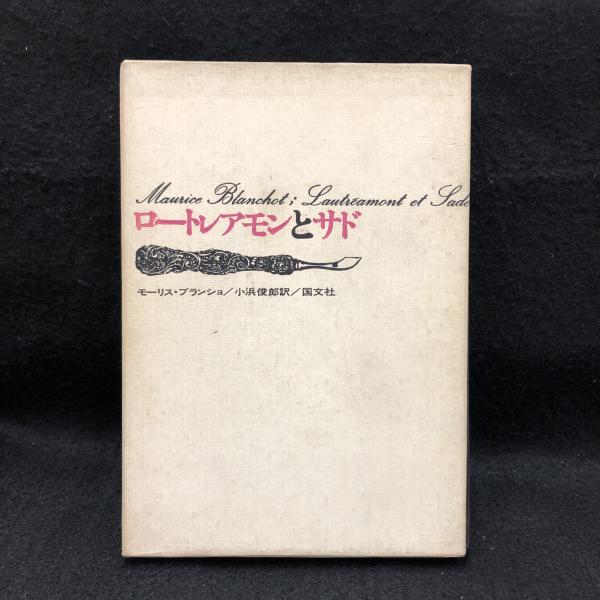 Maurice Blanchot; Lautréamont et Sade
ロートレアモンとサド
モーリス・ブランショ／小浜俊郎訳／国文社